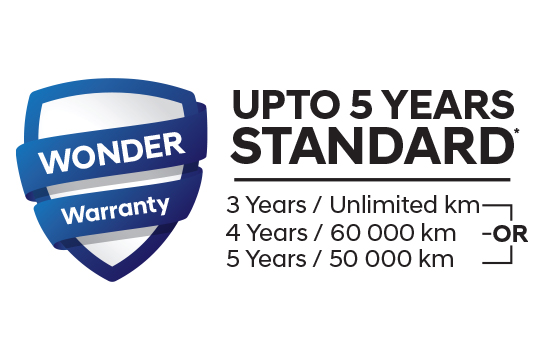 WONDER
Warranty
UPTO 5 YEARS
STANDARD*
3 Years / Unlimited km
4 Years / 60 000 km
5 Years / 50 000 km
OR